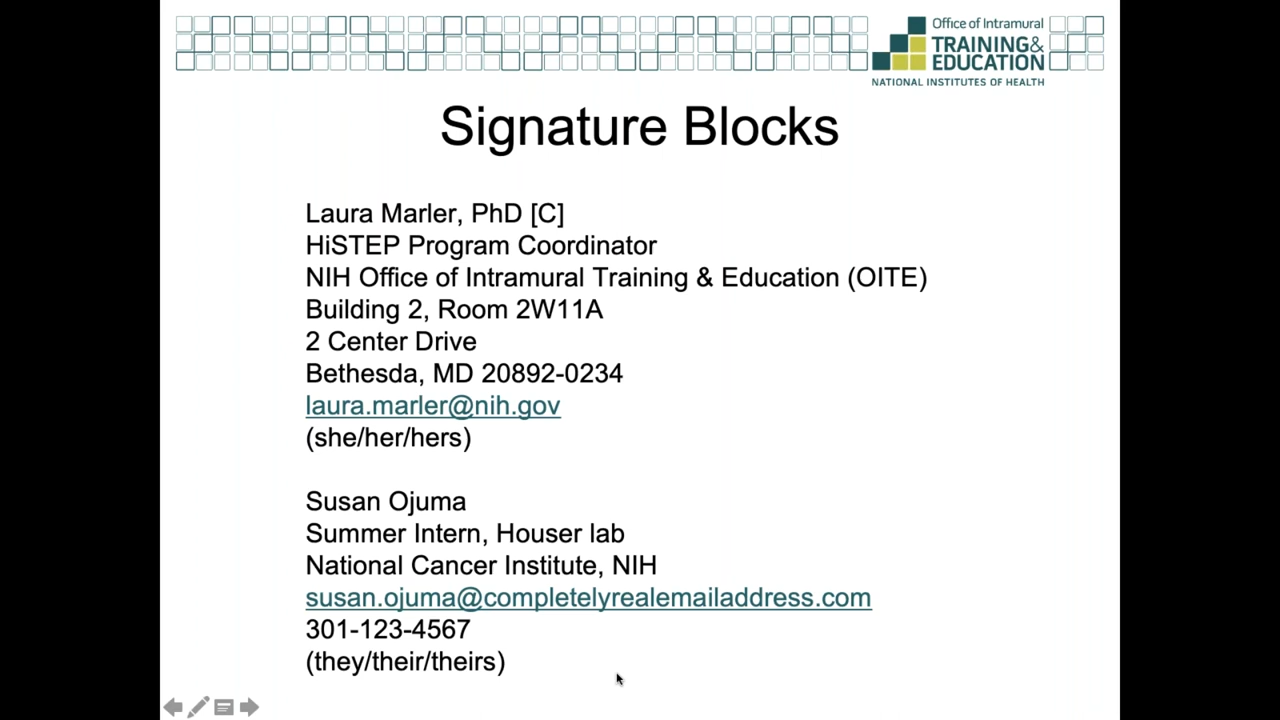 Office of Intramural
TRAINING&
EDUCATION
NATIONAL INSTITUTES OF HEALTH
Signature Blocks
Laura Marler, PhD [C]
HiSTEP Program Coordinator
NIH Office of Intramural Training & Education (OITE)
Building 2, Room 2W11A
2 Center Drive
Bethesda, MD 20892-0234
laura.marler@nih.gov
(she/her/hers)
Susan Ojuma
Summer Intern, Houser lab
National Cancer Institute, NIH
susan.ojuma@completelyrealemailaddress.com
301-123-4567
(they/their/theirs)